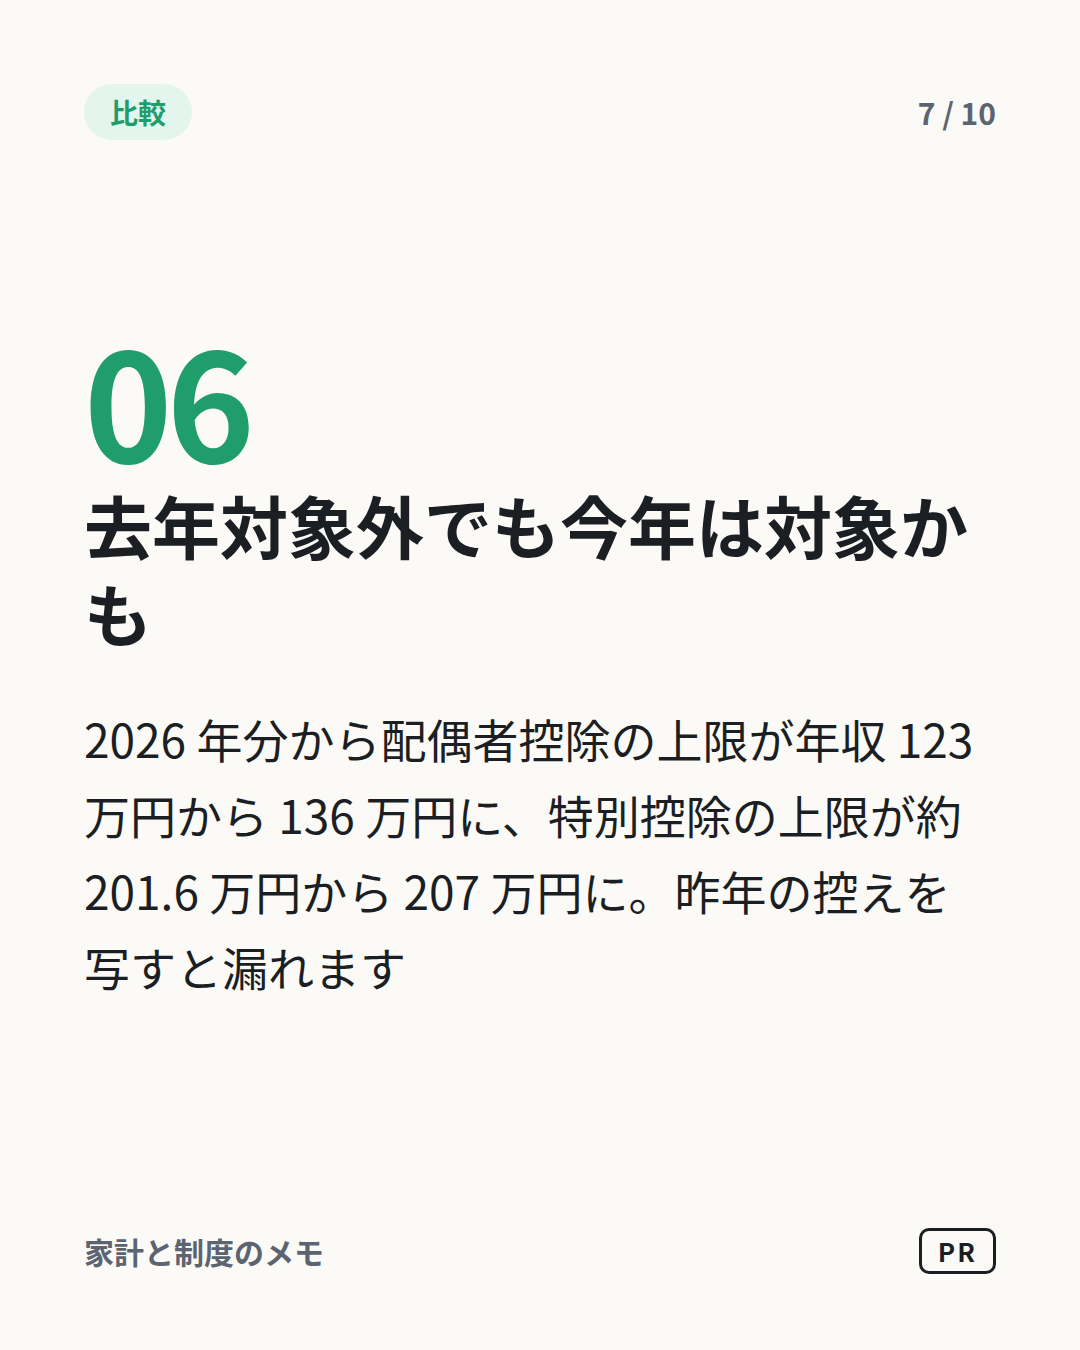 比較
7 / 10
06
去年対象外でも今年は対象か
も
2026 年分から配偶者控除の上限が年収 123
万円から 136 万円に、特別控除の上限が約
201.6 万円から 207 万円に。昨年の控えを
写すと漏れます
家計と制度のメモ
PR